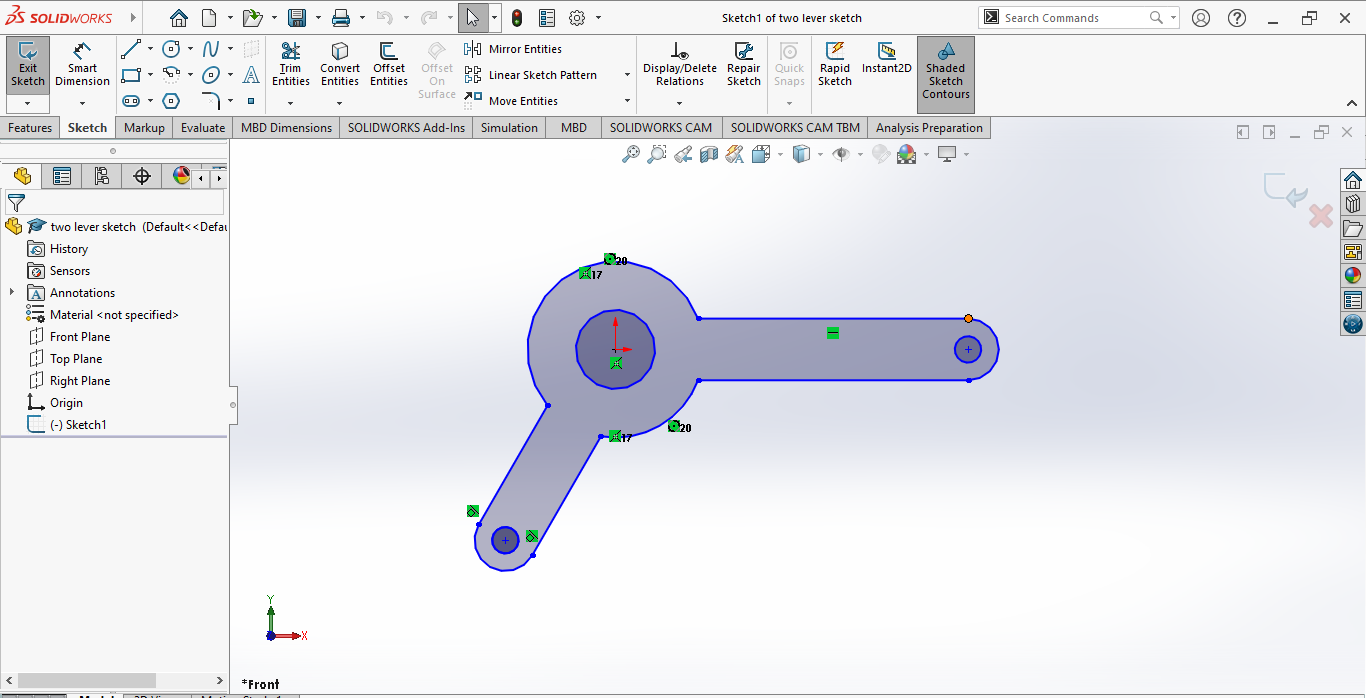 SOLIDWORKS
Sketch1 of two lever sketch
Search Commands
Exit Sketch
Smart Dimension
Trim Entities
Convert Entities
Offset Entities
Offset On Surface
Mirror Entities
Linear Sketch Pattern
Move Entities
Display/Delete Relations
Repair Sketch
Quick Snaps
Rapid Sketch
Instant2D
Shaded Sketch Contours
Features Sketch Markup Evaluate MBD Dimensions SOLIDWORKS Add-Ins Simulation MBD SOLIDWORKS CAM SOLIDWORKS CAM TBM Analysis Preparation
two lever sketch (Default<<Defau
History
Sensors
Annotations
Material <not specified>
Front Plane
Top Plane
Right Plane
Origin
(-) Sketch1
20
17
20
17
Y
X
*Front